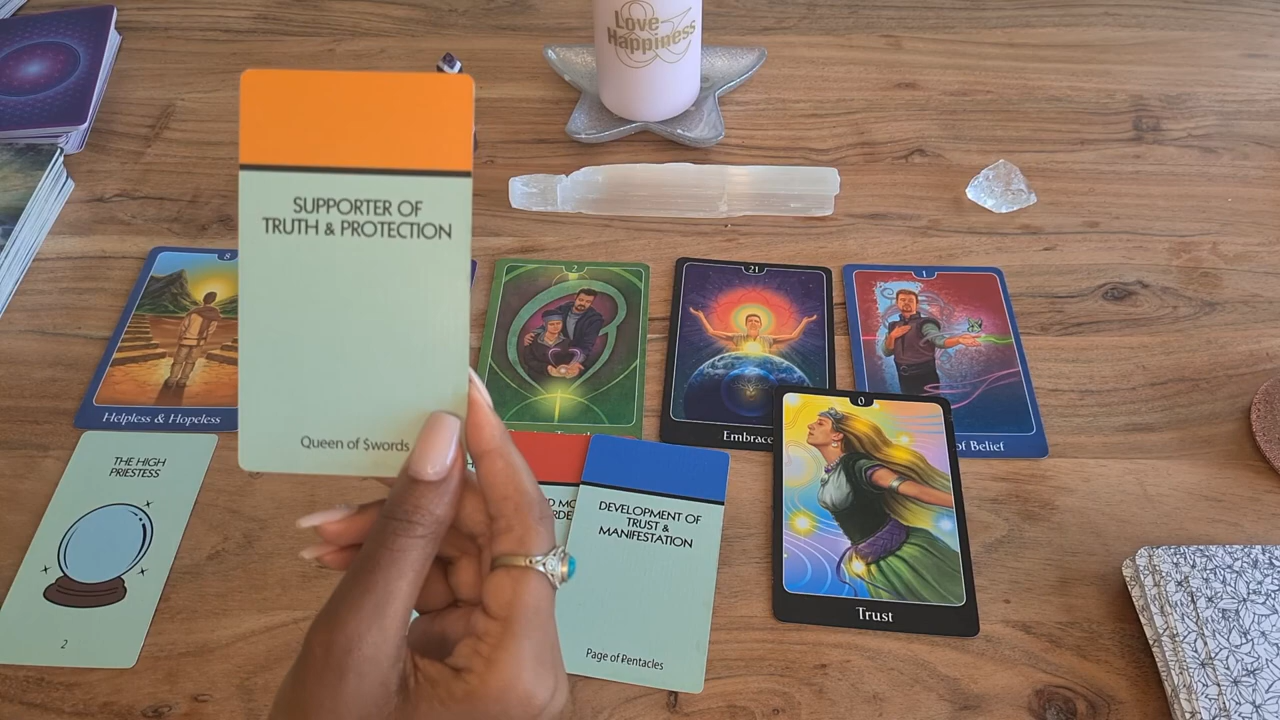 Love &
Happiness
SUPPORTER OF
TRUTH & PROTECTION
Queen of Swords
8
Helpless & Hopeless
2
21
Embrace
1
of Belief
THE HIGH
PRIESTESS
2
DEVELOPMENT OF
TRUST &
MANIFESTATION
Page of Pentacles
0
Trust